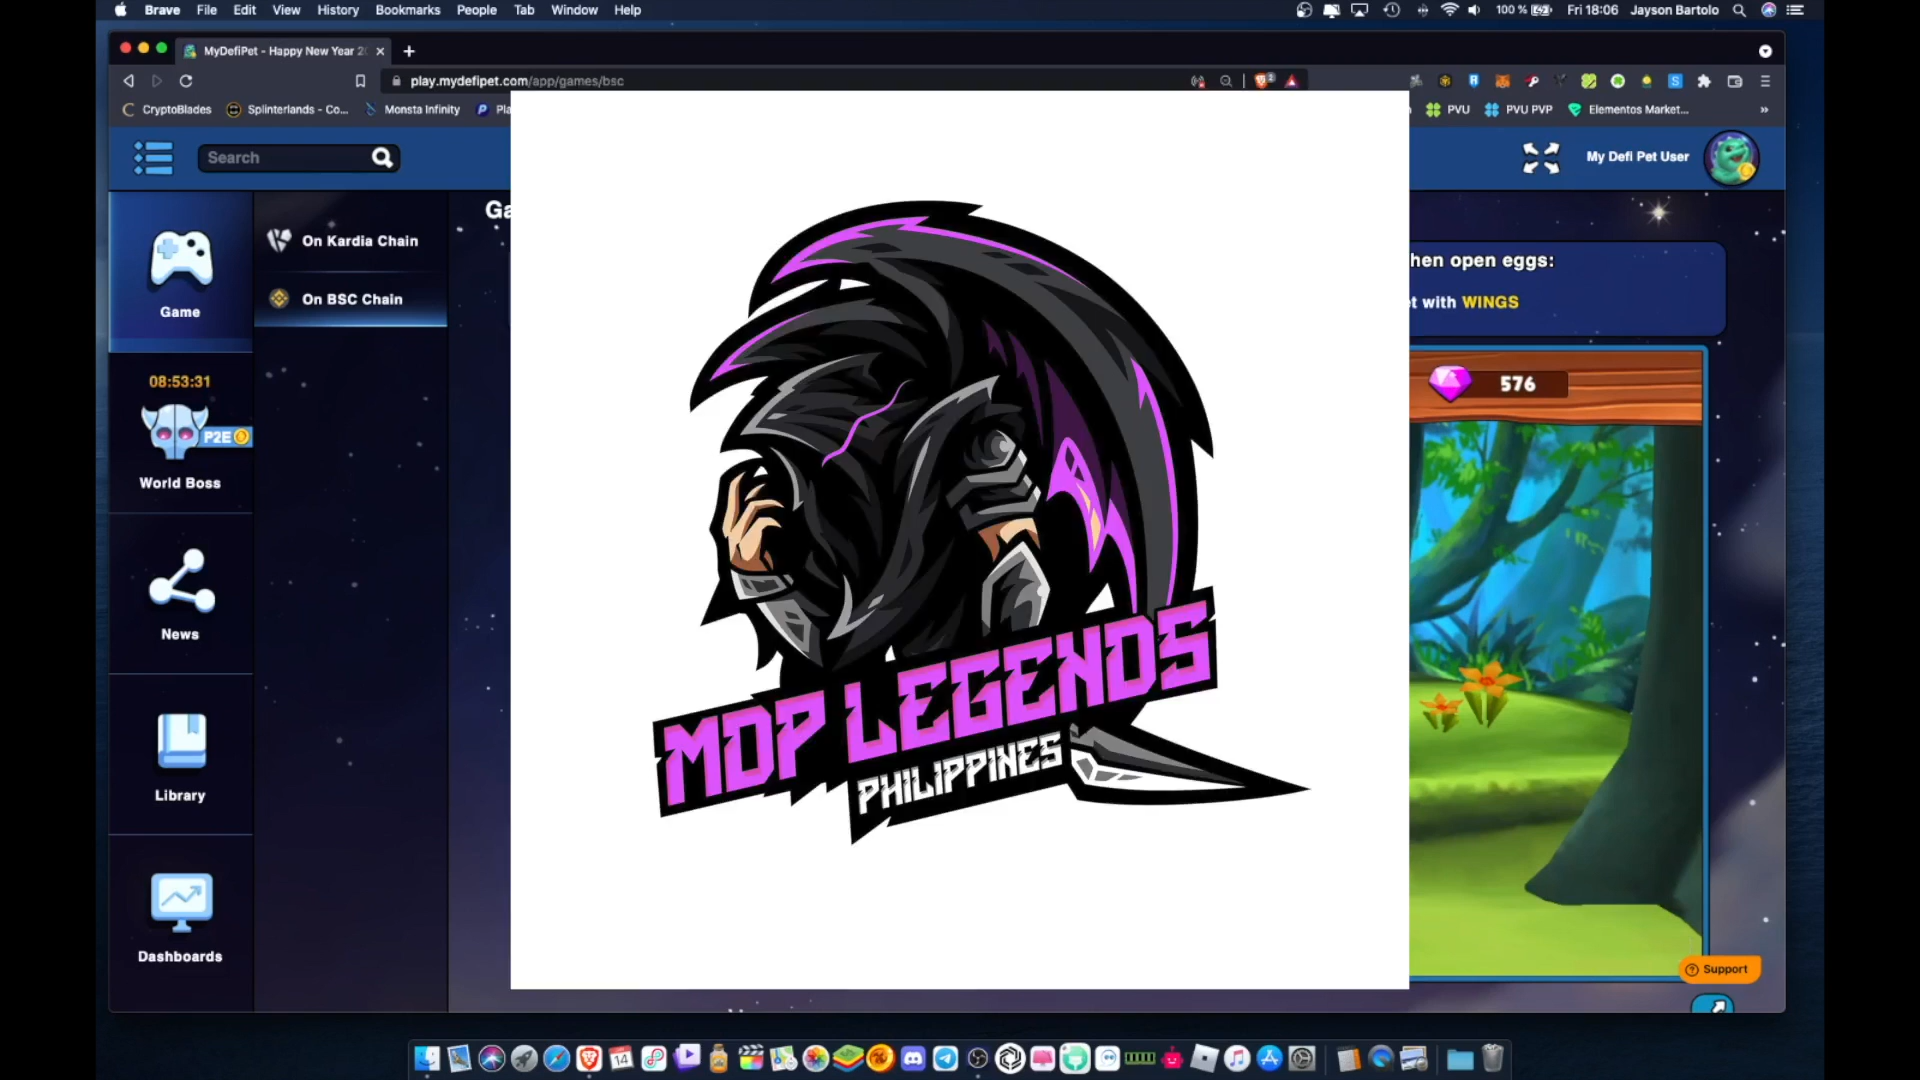 Brave File Edit View History Bookmarks People Tab Window Help 100 % Fri 18:06 Jayson Bartolo
MyDefiPet - Happy New Year 20
play.mydefipet.com/app/games/bsc
CryptoBlades Splinterlands - Co... Monsta Infinity PVU PVU PVP Elementos Market... »
Search My Defi Pet User
Game
On Kardia Chain
On BSC Chain
hen open eggs:
t with WINGS
576
08:53:31
P2E
World Boss
News
Library
Dashboards
MDP LEGENDS
PHILIPPINES
Support
14